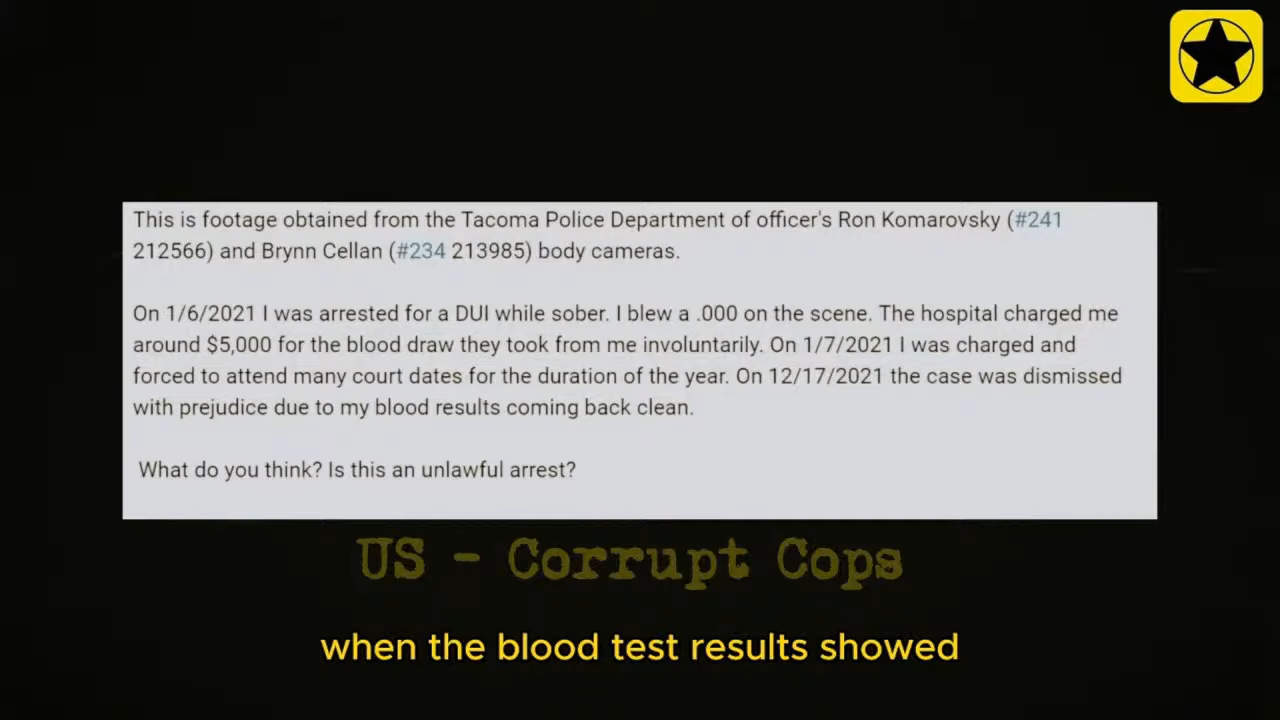 This is footage obtained from the Tacoma Police Department of officer's Ron Komarovsky (#241
212566) and Brynn Cellan (#234 213985) body cameras.
On 1/6/2021 I was arrested for a DUI while sober. I blew a .000 on the scene. The hospital charged me
around $5,000 for the blood draw they took from me involuntarily. On 1/7/2021 I was charged and
forced to attend many court dates for the duration of the year. On 12/17/2021 the case was dismissed
with prejudice due to my blood results coming back clean.
What do you think? Is this an unlawful arrest?
US - Corrupt Cops
when the blood test results showed